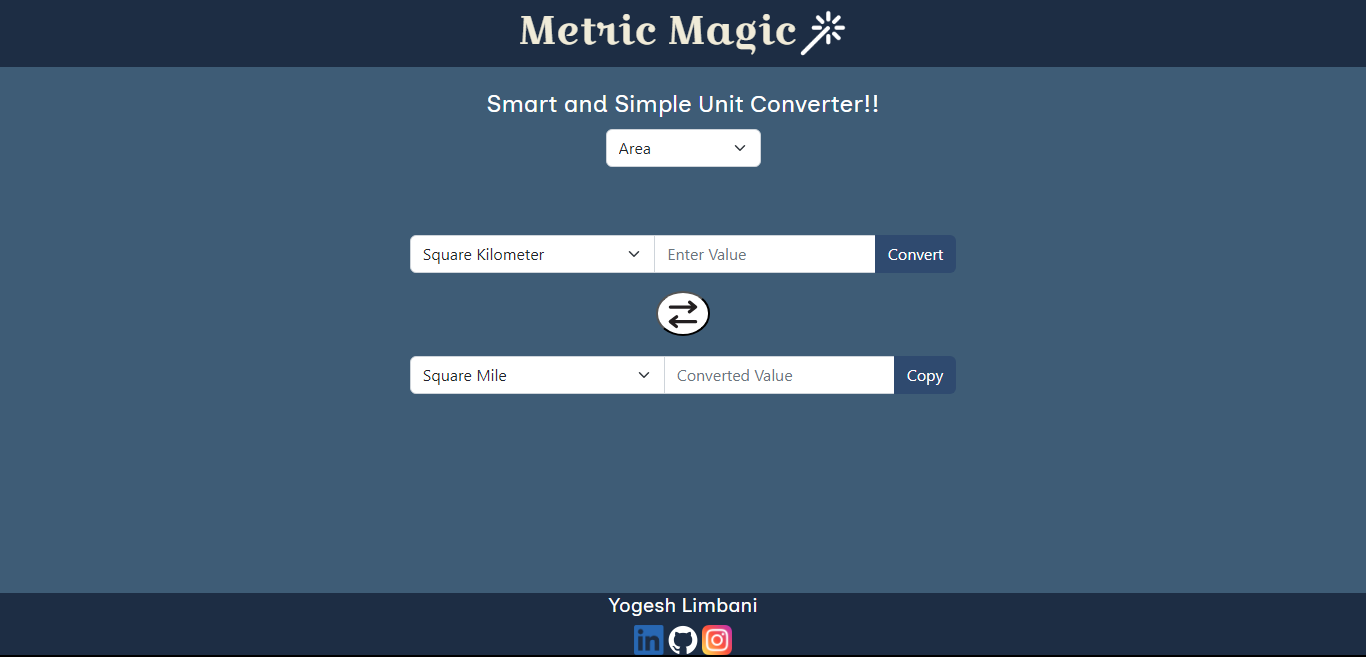 Metric Magic
Smart and Simple Unit Converter!!
Area
Square Kilometer Enter Value Convert
Square Mile Converted Value Copy
Yogesh Limbani
in